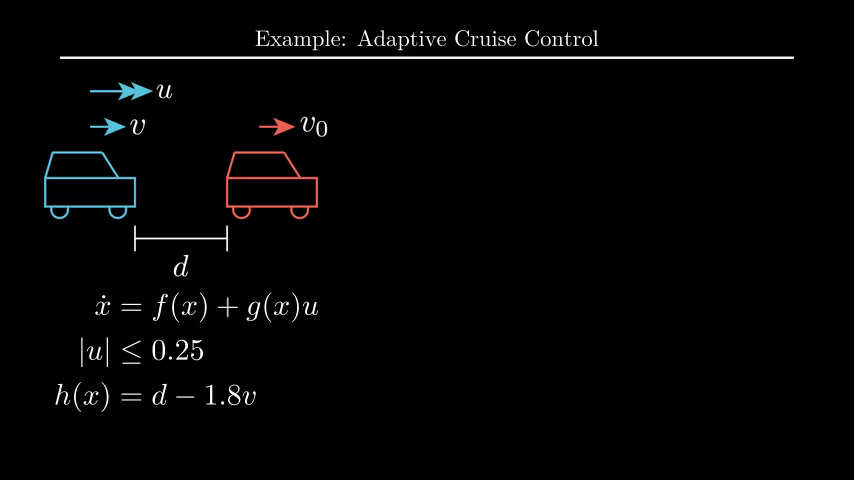 Example: Adaptive Cruise Control
u
v
v₀
d
ẋ = f(x) + g(x)u
|u| ≤ 0.25
h(x) = d − 1.8v